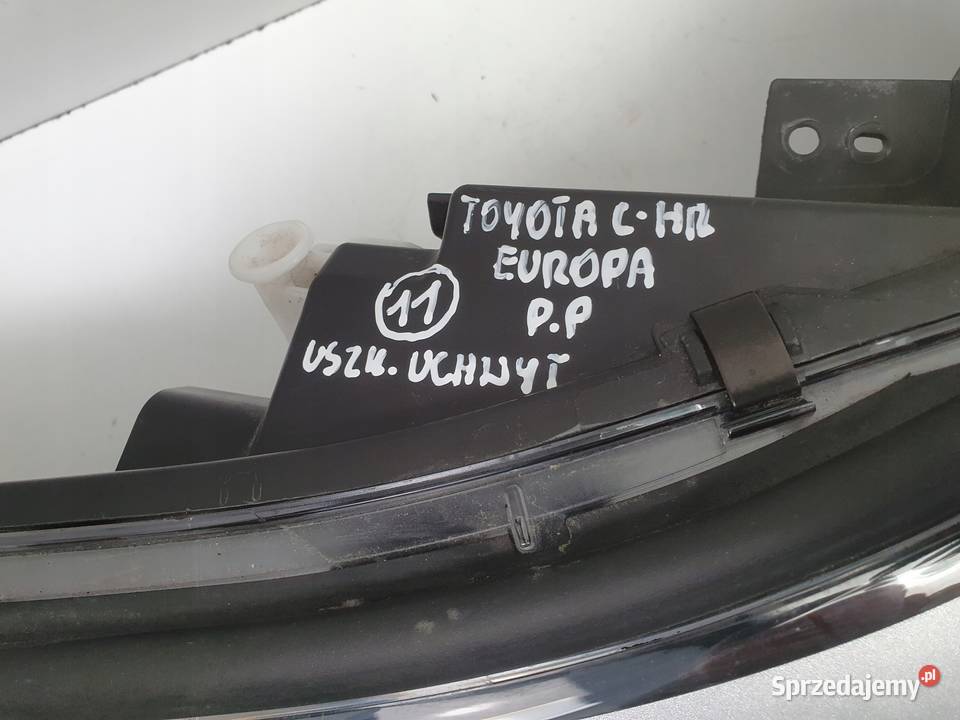 TOYOTA C-HR
EUROPA
11
P.P
USZK. UCHWYT
Sprzedajemy.pl